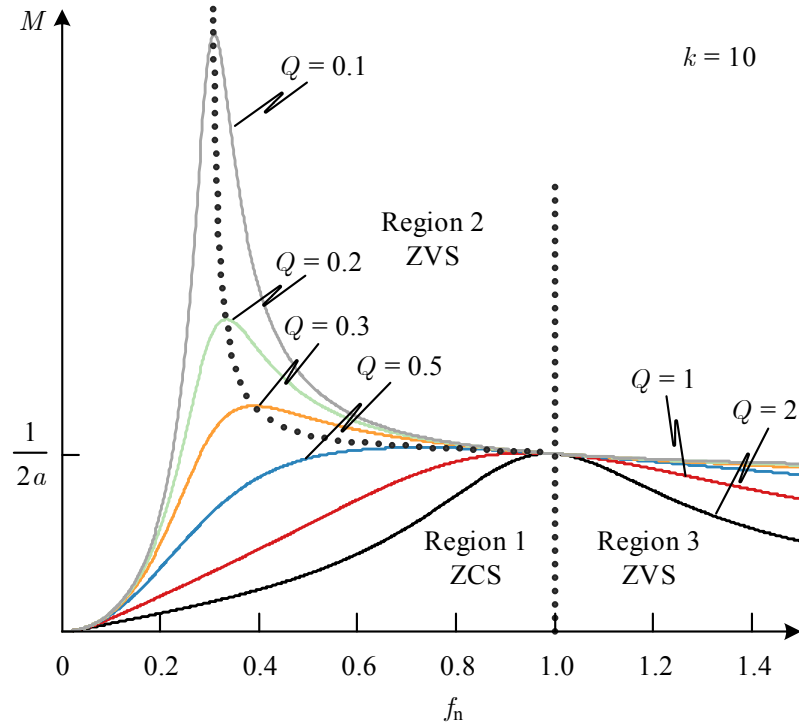 M
k = 10
Q = 0.1
Region 2
ZVS
Q = 0.2
Q = 0.3
Q = 0.5
Q = 1
Q = 2
1
2a
Region 1
ZCS
Region 3
ZVS
0
0.2
0.4
0.6
0.8
1.0
1.2
1.4
fn